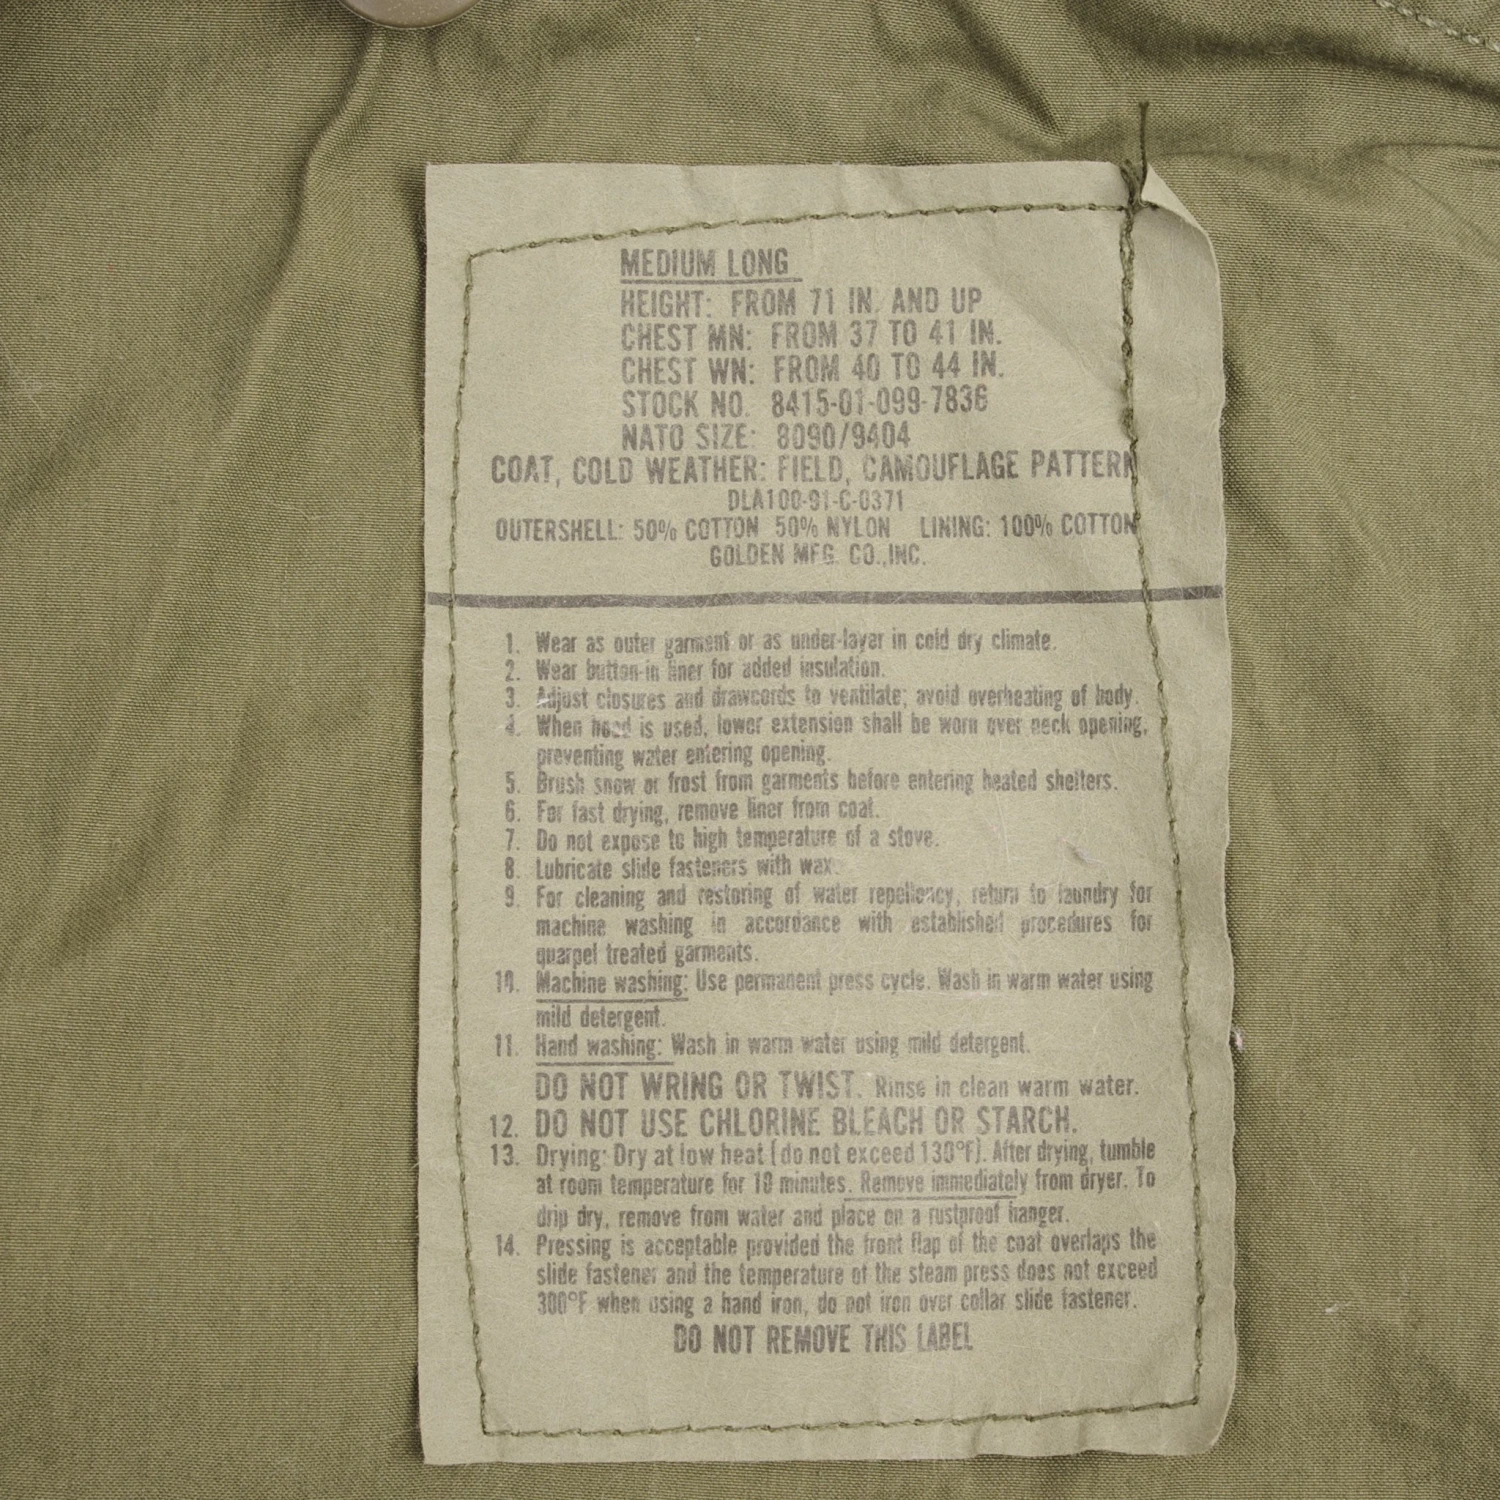 MEDIUM LONG
HEIGHT: FROM 71 IN. AND UP
CHEST MN: FROM 37 TO 41 IN.
CHEST WN: FROM 40 TO 44 IN.
STOCK NO. 8415-01-099-7836
NATO SIZE: 8090/9404
COAT, COLD WEATHER: FIELD, CAMOUFLAGE PATTERN
DLA100-91-C-0371
OUTERSHELL: 50% COTTON 50% NYLON LINING: 100% COTTON
GOLDEN MFG. CO.,INC.
1. Wear as outer garment or as under-layer in cold dry climate.
2. Wear button-in liner for added insulation.
3. Adjust closures and drawcords to ventilate; avoid overheating of body.
4. When hood is used, lower extension shall be worn over neck opening,
preventing water entering opening.
5. Brush snow or frost from garments before entering heated shelters.
6. For fast drying, remove liner from coat.
7. Do not expose to high temperature of a stove.
8. Lubricate slide fasteners with wax.
9. For cleaning and restoring of water repellency, return to laundry for
machine washing in accordance with established procedures for
quarpel treated garments.
10. Machine washing: Use permanent press cycle. Wash in warm water using
mild detergent.
11. Hand washing: Wash in warm water using mild detergent.
DO NOT WRING OR TWIST. Rinse in clean warm water.
12. DO NOT USE CHLORINE BLEACH OR STARCH.
13. Drying: Dry at low heat (do not exceed 130°F). After drying, tumble
at room temperature for 10 minutes. Remove immediately from dryer. To
drip dry, remove from water and place on a rustproof hanger.
14. Pressing is acceptable provided the front flap of the coat overlaps the
slide fastener and the temperature of the steam press does not exceed
300°F when using a hand iron, do not iron over collar slide fastener.
DO NOT REMOVE THIS LABEL